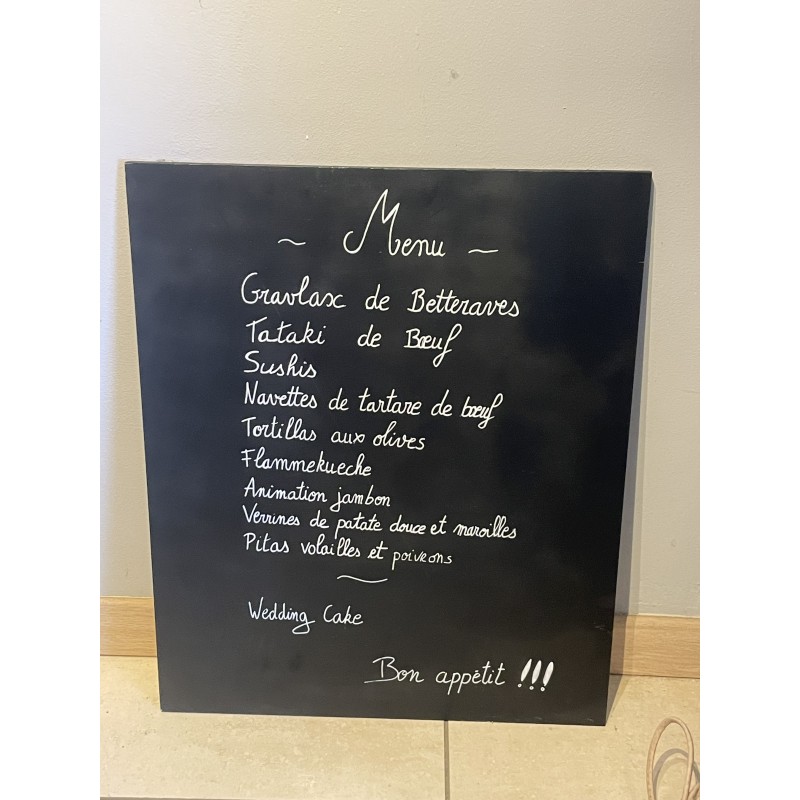 ~ Menu ~
Gravlax de Betteraves
Tataki de Bœuf
Sushis
Navettes de tartare de bœuf
Tortillas aux olives
Flammekueche
Animation jambon
Verrines de patate douce et maroilles
Pitas volailles et poivrons
Wedding Cake
Bon appétit !!!